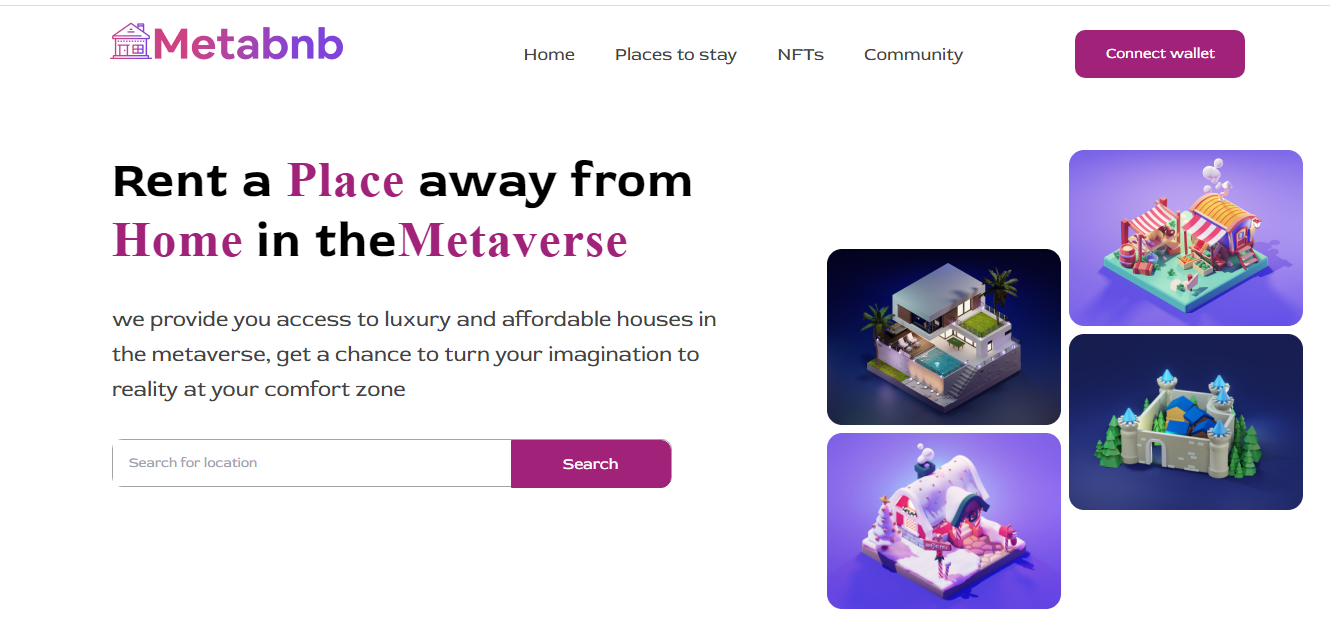 Metabnb
Home
Places to stay
NFTs
Community
Connect wallet
Rent a Place away from
Home in theMetaverse
we provide you access to luxury and affordable houses in
the metaverse, get a chance to turn your imagination to
reality at your comfort zone
Search for location
Search